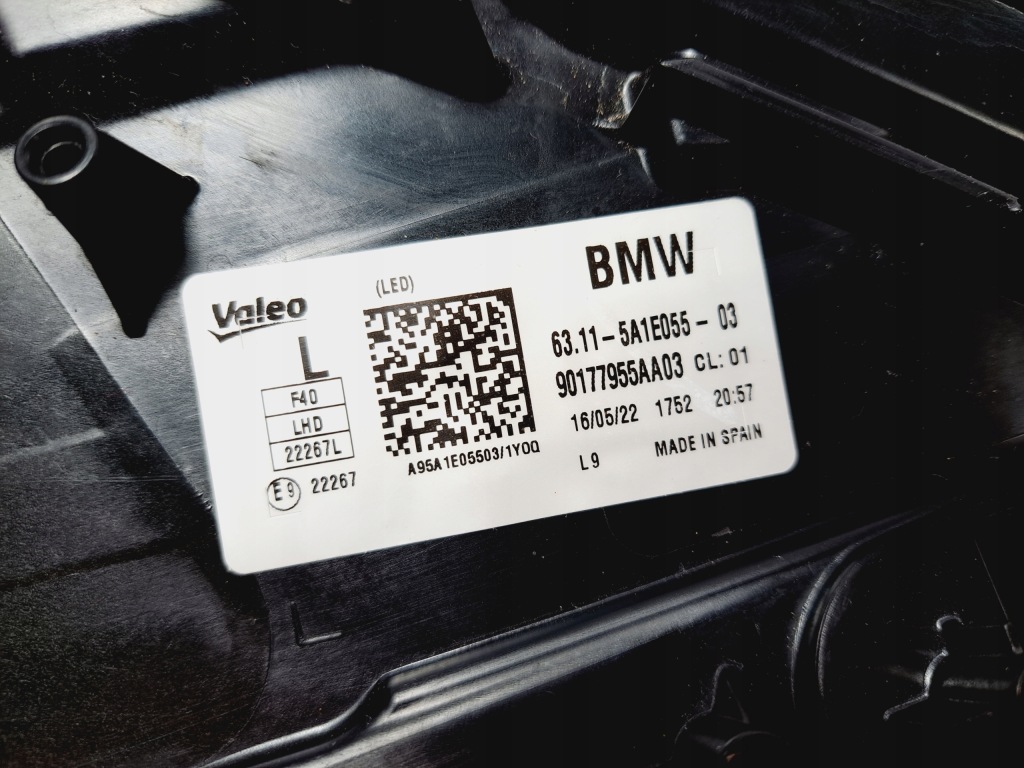 Valeo
L
F40
LHD
22267L
E9 22267
(LED)
A95A1E05503/1Y0Q
BMW
63.11-5A1E055-03
90177955AA03 CL: 01
16/05/22 1752 20:57
L9 MADE IN SPAIN
L